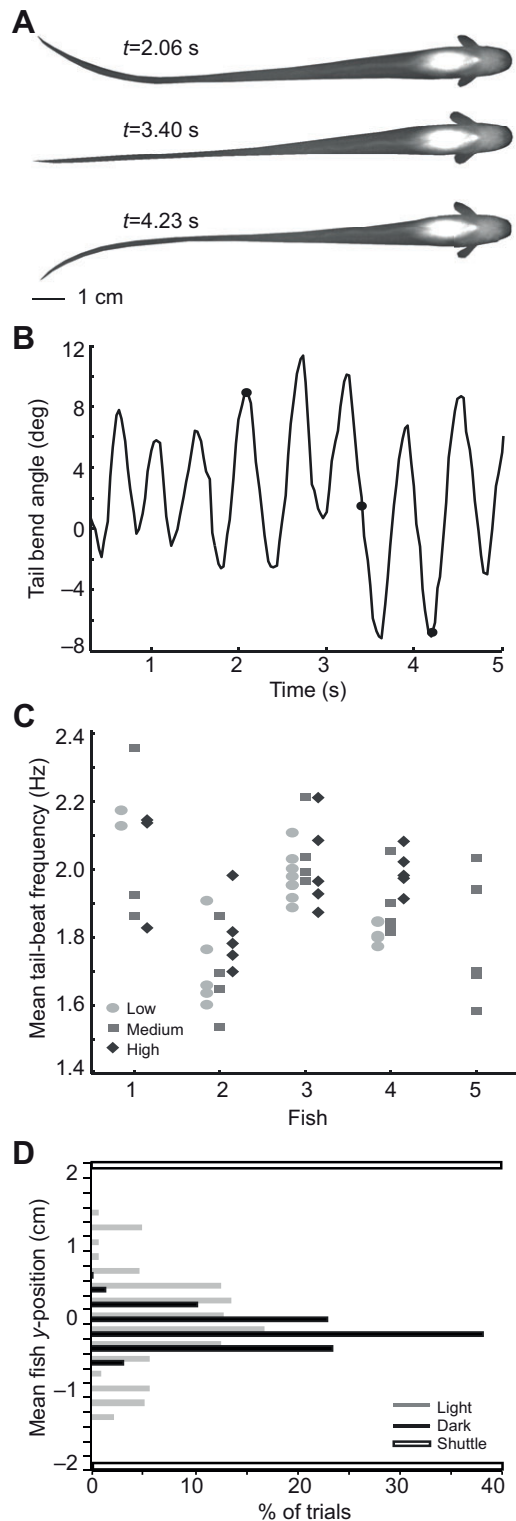 A
t=2.06 s
t=3.40 s
t=4.23 s
1 cm
B
Tail bend angle (deg)
12
8
4
0
–4
–8
1 2 3 4 5
Time (s)
C
Mean tail-beat frequency (Hz)
2.4
2.2
2.0
1.8
1.6
1.4
Low
Medium
High
1 2 3 4 5
Fish
D
Mean fish y-position (cm)
2
1
0
–1
–2
Light
Dark
Shuttle
0 10 20 30 40
% of trials